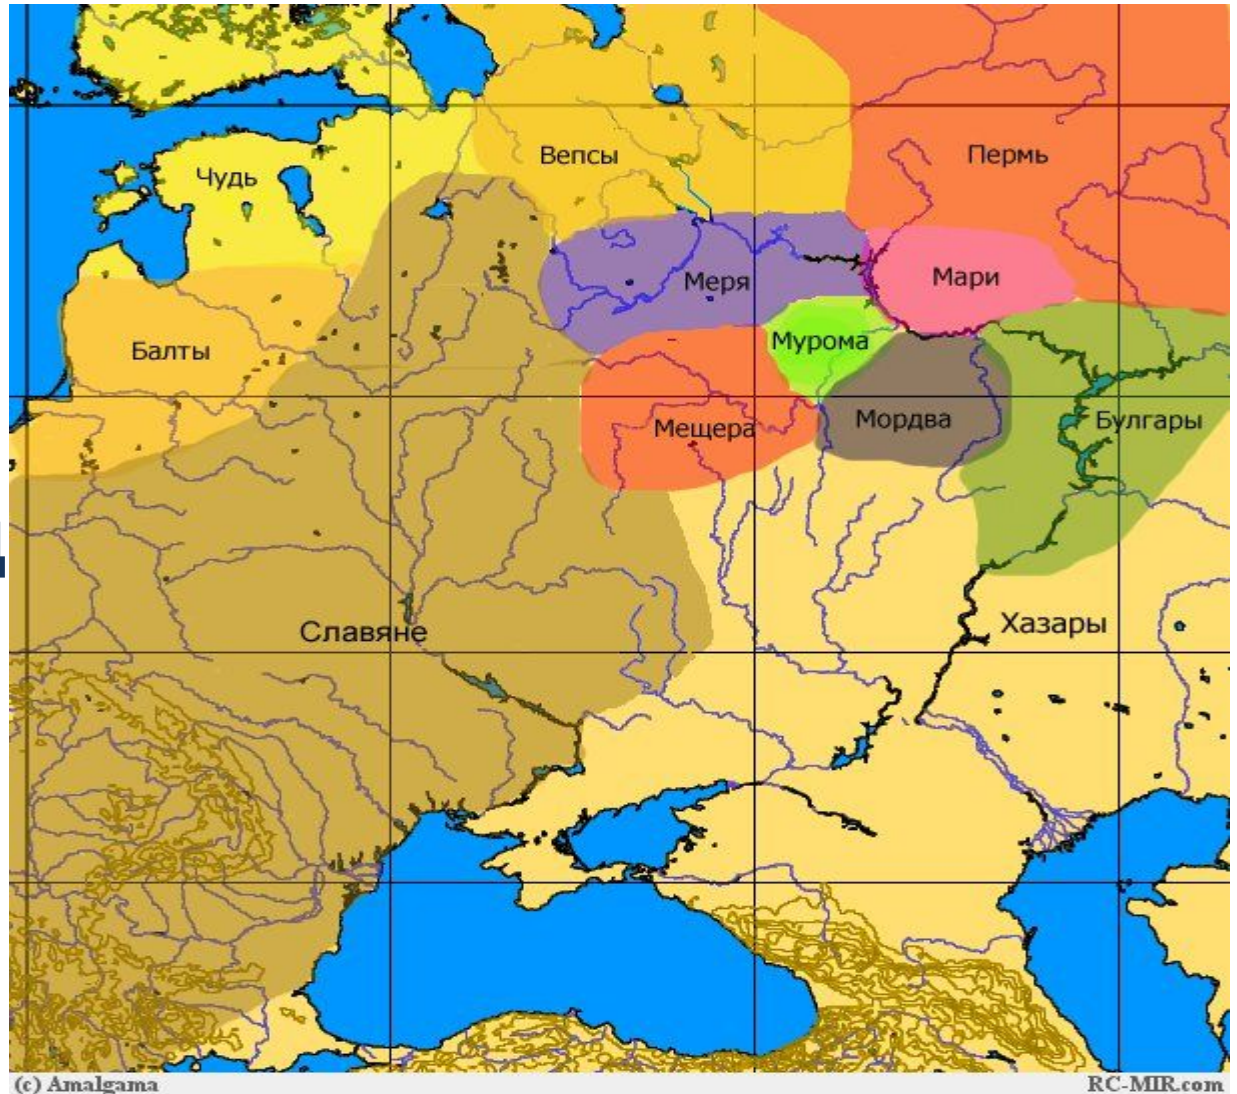 Вепсы
Пермь
Чудь
Меря
Мари
Мурома
Балты
Мещера
Мордва
Булгары
Славяне
Хазары
(c) Amalgama
RC-MIR.com